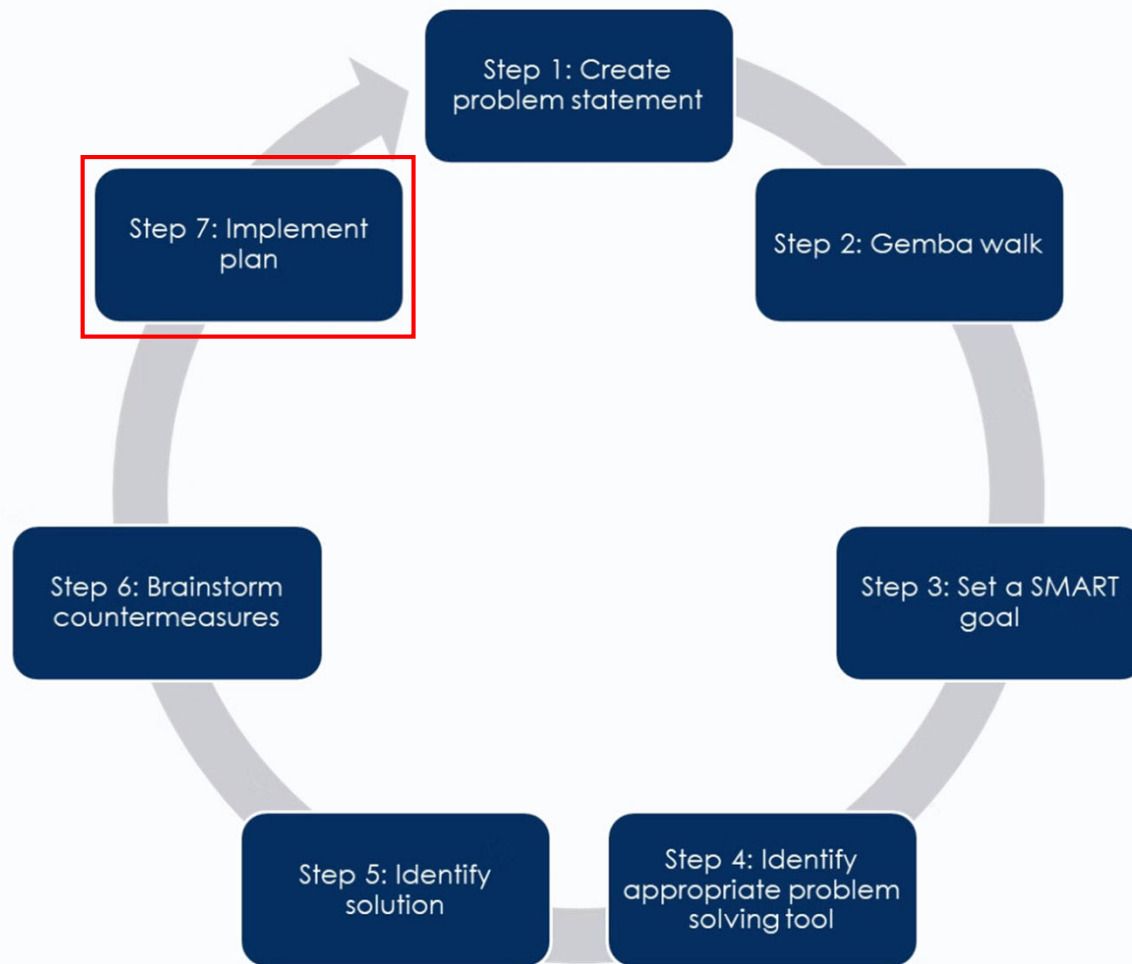 Step 1: Create
problem statement
Step 2: Gemba walk
Step 3: Set a SMART
goal
Step 4: Identify
appropriate problem
solving tool
Step 5: Identify
solution
Step 6: Brainstorm
countermeasures
Step 7: Implement
plan